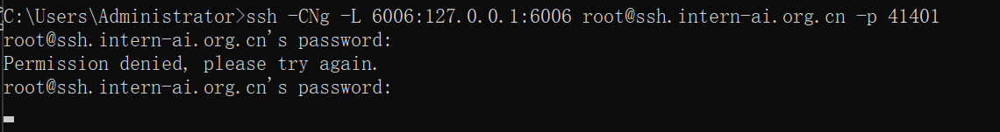 C:\Users\Administrator>ssh -CNg -L 6006:127.0.0.1:6006 root@ssh.intern-ai.org.cn -p 41401
root@ssh.intern-ai.org.cn's password:
Permission denied, please try again.
root@ssh.intern-ai.org.cn's password: